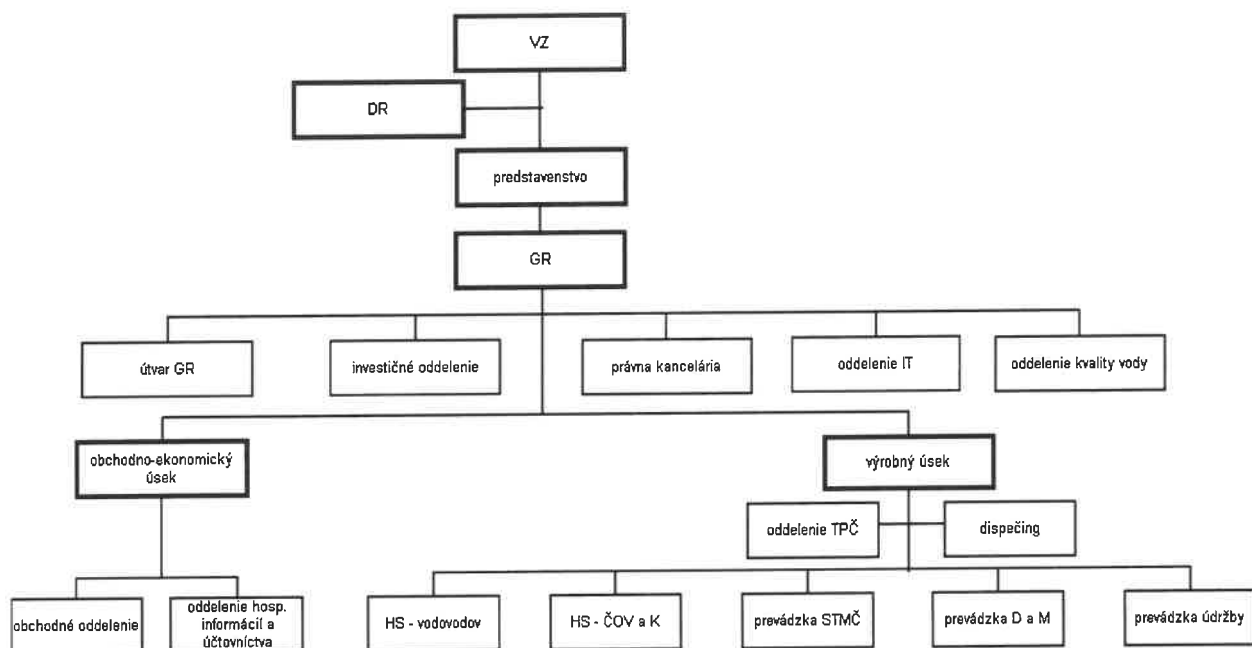 VZ
DR
predstavenstvo
GR
útvar GR
investičné oddelenie
právna kancelária
oddelenie IT
oddelenie kvality vody
obchodno-ekonomický
úsek
výrobný úsek
oddelenie TPČ
dispečing
obchodné oddelenie
oddelenie hosp.
informácií a
účtovníctva
HS - vodovodov
HS - ČOV a K
prevádzka STMČ
prevádzka D a M
prevádzka údržby